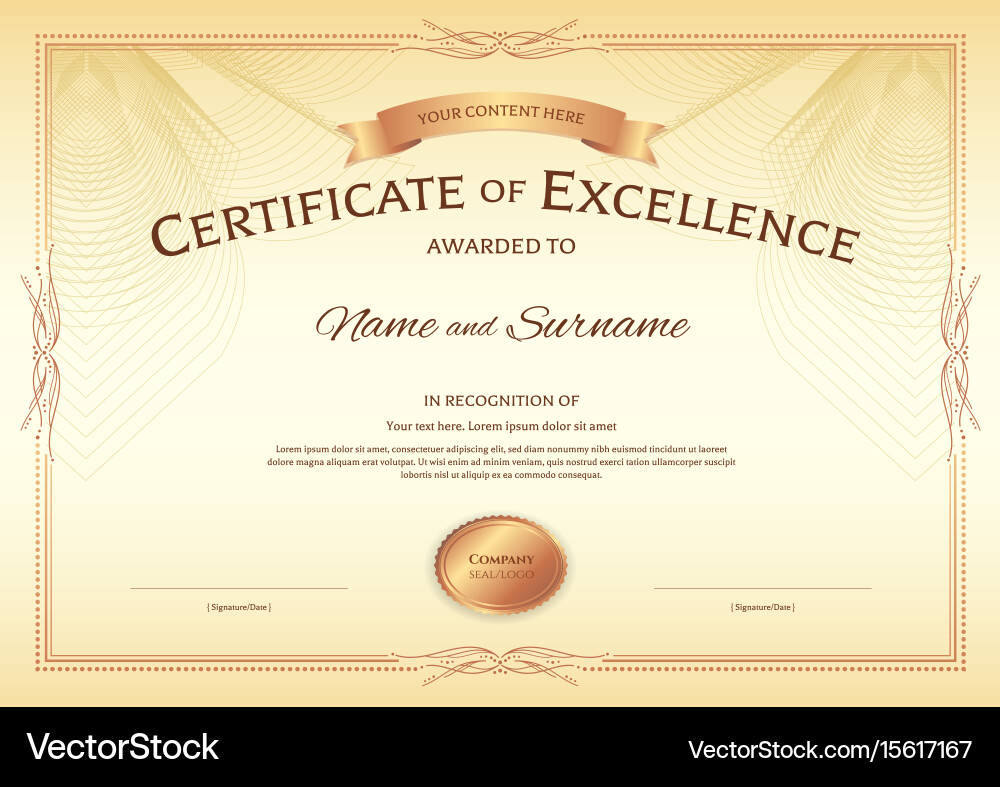 YOUR CONTENT HERE
CERTIFICATE OF EXCELLENCE
AWARDED TO
Name and Surname
IN RECOGNITION OF
Your text here. Lorem ipsum dolor sit amet
Lorem ipsum dolor sit amet, consectetuer adipiscing elit, sed diam nonummy nibh euismod tincidunt ut laoreet
dolore magna aliquam erat volutpat. Ut wisi enim ad minim veniam, quis nostrud exerci tation ullamcorper suscipit
lobortis nisl ut aliquip ex ea commodo consequat.
COMPANY
SEAL/LOGO
{ Signature/Date }
{ Signature/Date }
VectorStock
VectorStock.com/15617167